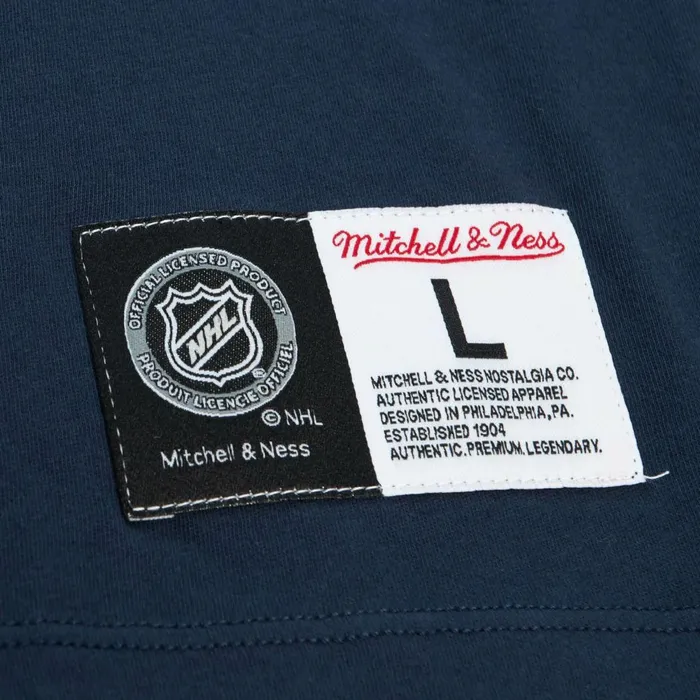 OFFICIAL LICENSED PRODUCT
NHL
PRODUIT LICENCIE OFFICIEL
© NHL
Mitchell & Ness
Mitchell & Ness
L
MITCHELL & NESS NOSTALGIA CO.
AUTHENTIC LICENSED APPAREL
DESIGNED IN PHILADELPHIA, PA.
ESTABLISHED 1904
AUTHENTIC.PREMIUM.LEGENDARY.